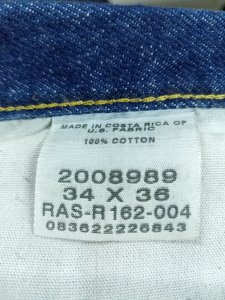 MADE IN COSTA RICA OF
U.S. FABRIC
100% COTTON
2008989
34 X 36
RAS-R162-004
083622226643